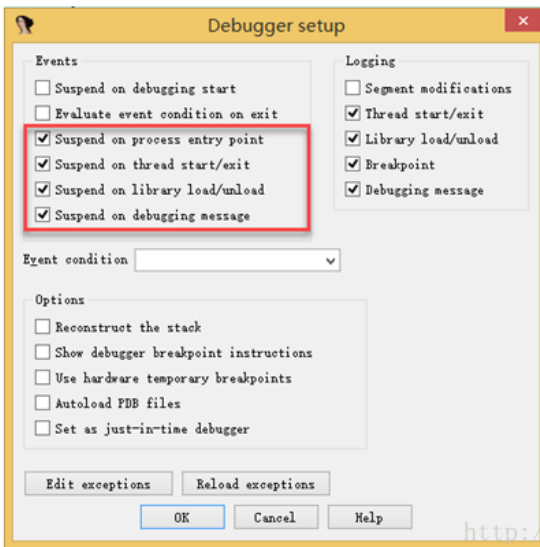 Debugger setup
Events
Suspend on debugging start
Evaluate event condition on exit
Suspend on process entry point
Suspend on thread start/exit
Suspend on library load/unload
Suspend on debugging message
Logging
Segment modifications
Thread start/exit
Library load/unload
Breakpoint
Debugging message
Event condition
Options
Reconstruct the stack
Show debugger breakpoint instructions
Use hardware temporary breakpoints
Autoload PDB files
Set as just-in-time debugger
Edit exceptions
Reload exceptions
OK
Cancel
Help
http:/